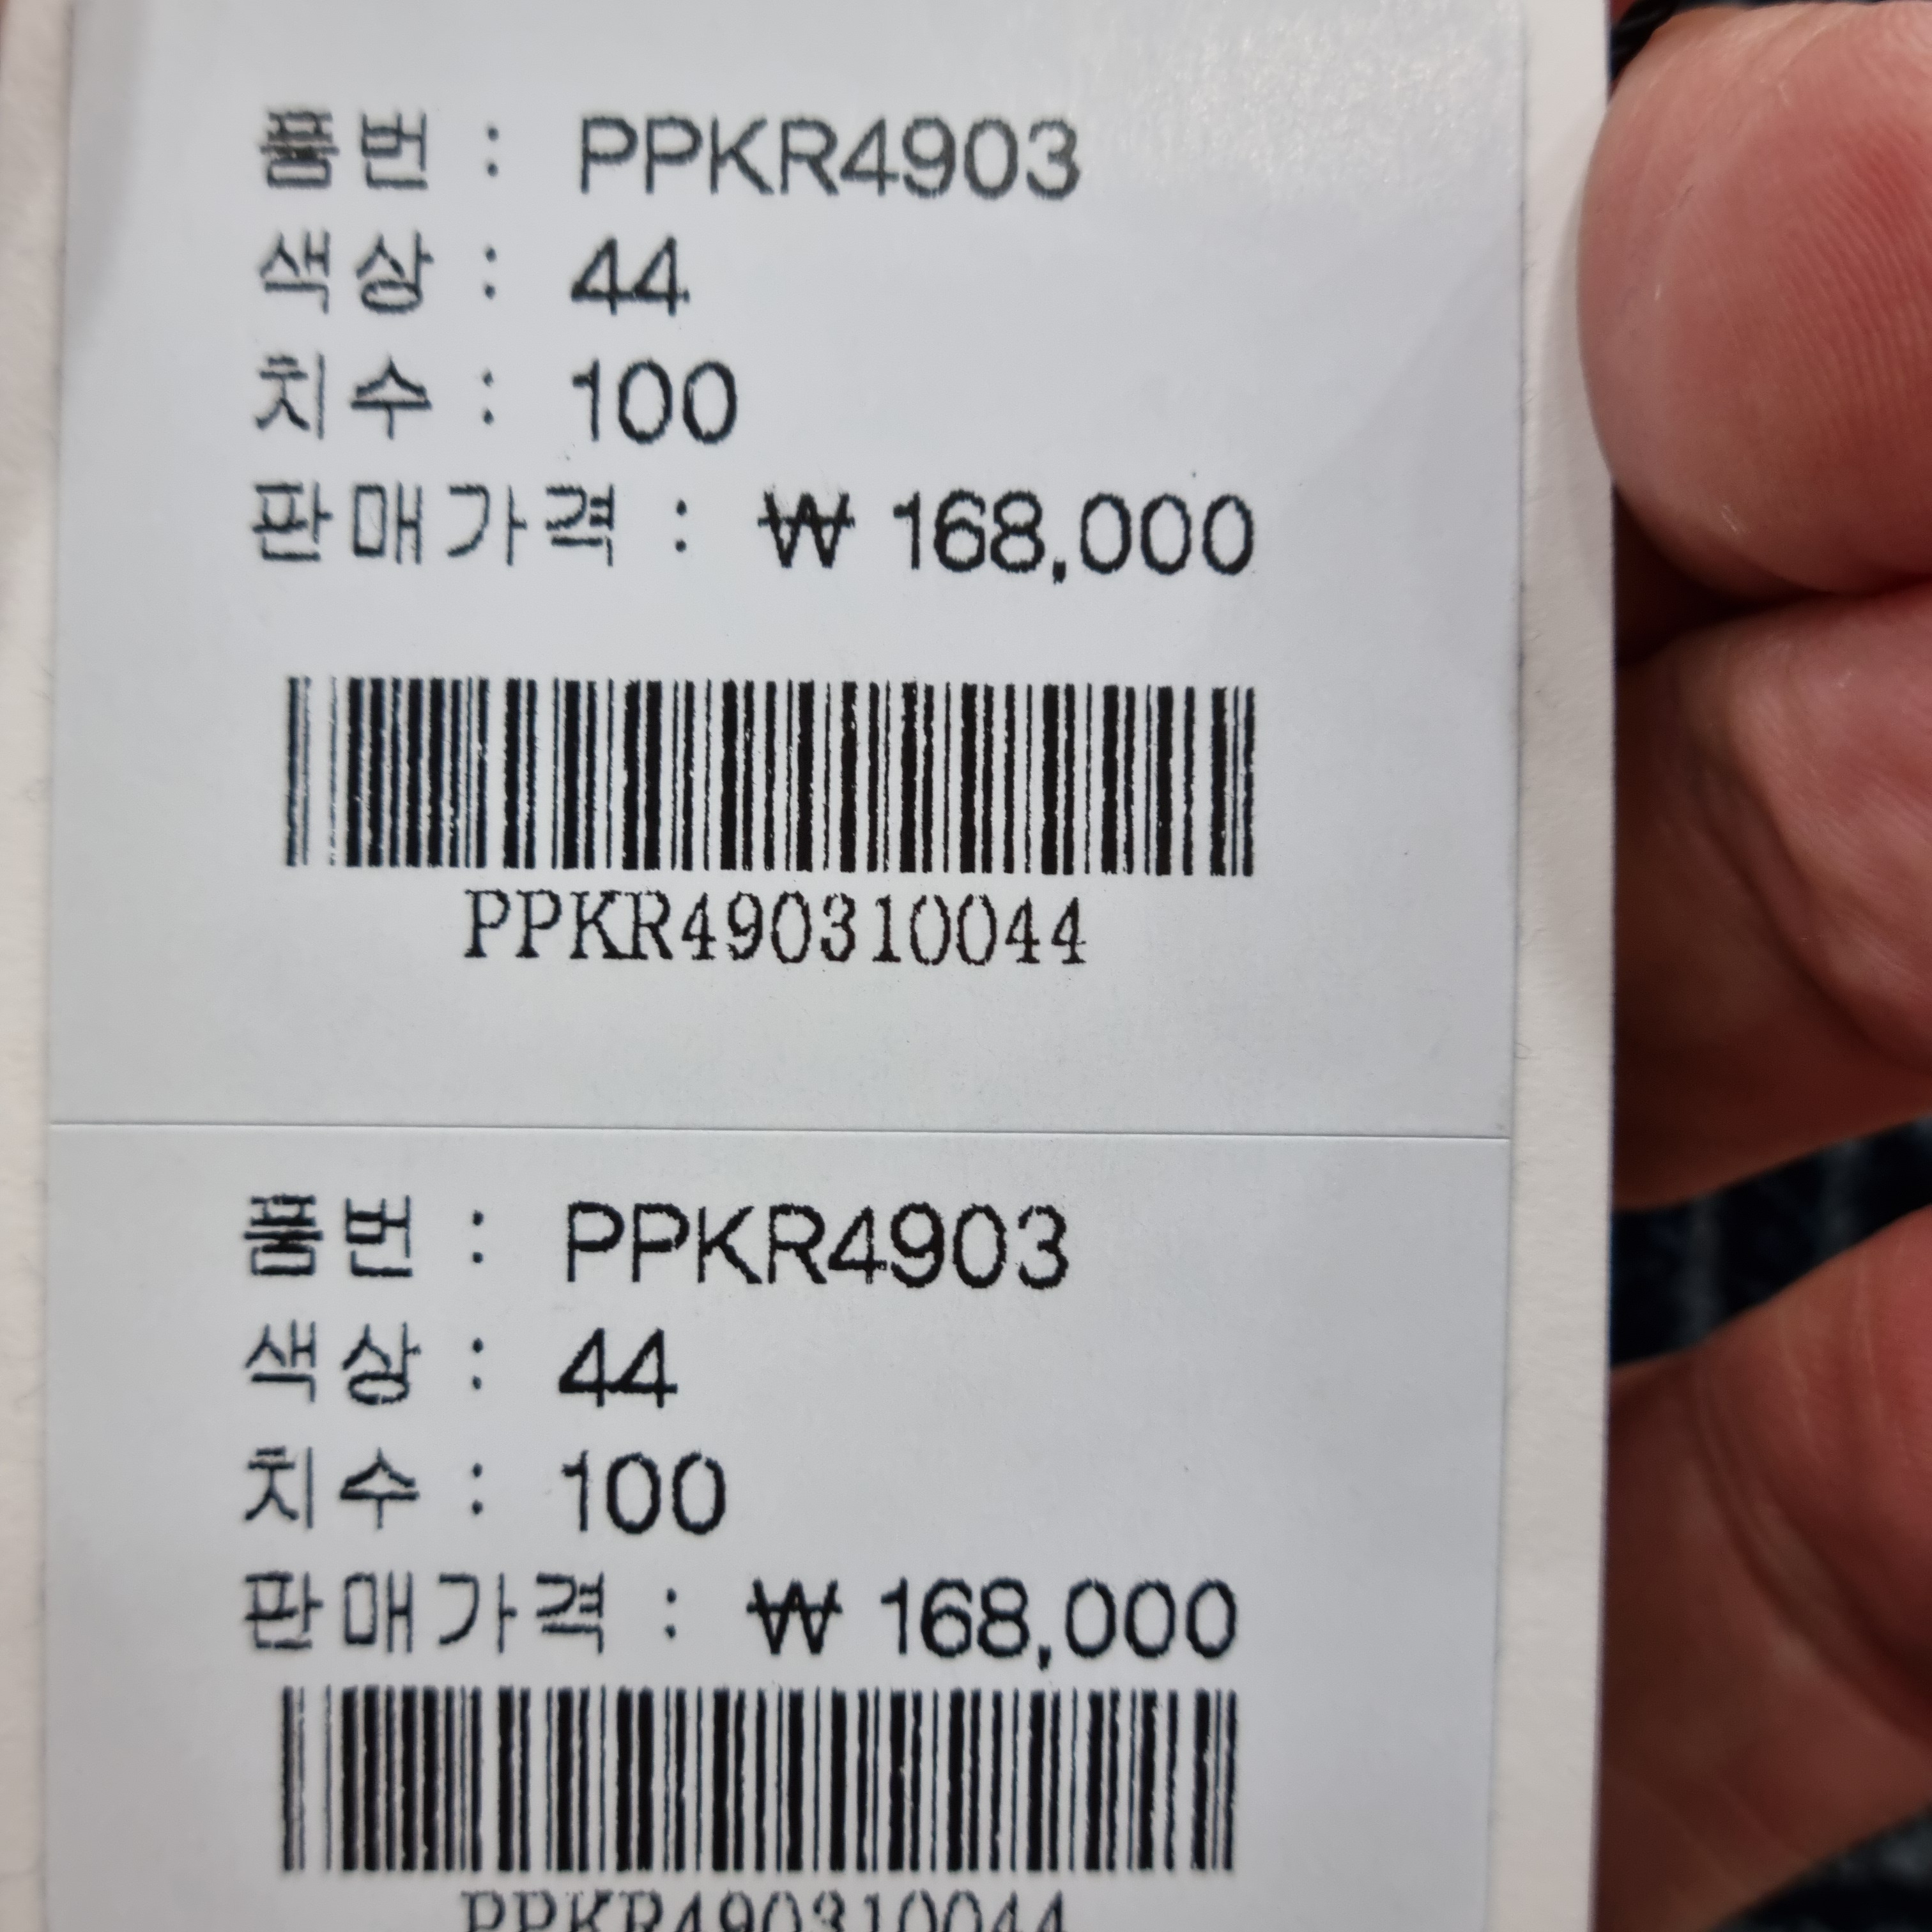 품번 : PPKR4903
색상 : 44
치수 : 100
판매가격 : ₩ 168,000
PPKR490310044
품번 : PPKR4903
색상 : 44
치수 : 100
판매가격 : ₩ 168,000
PPKR490310044